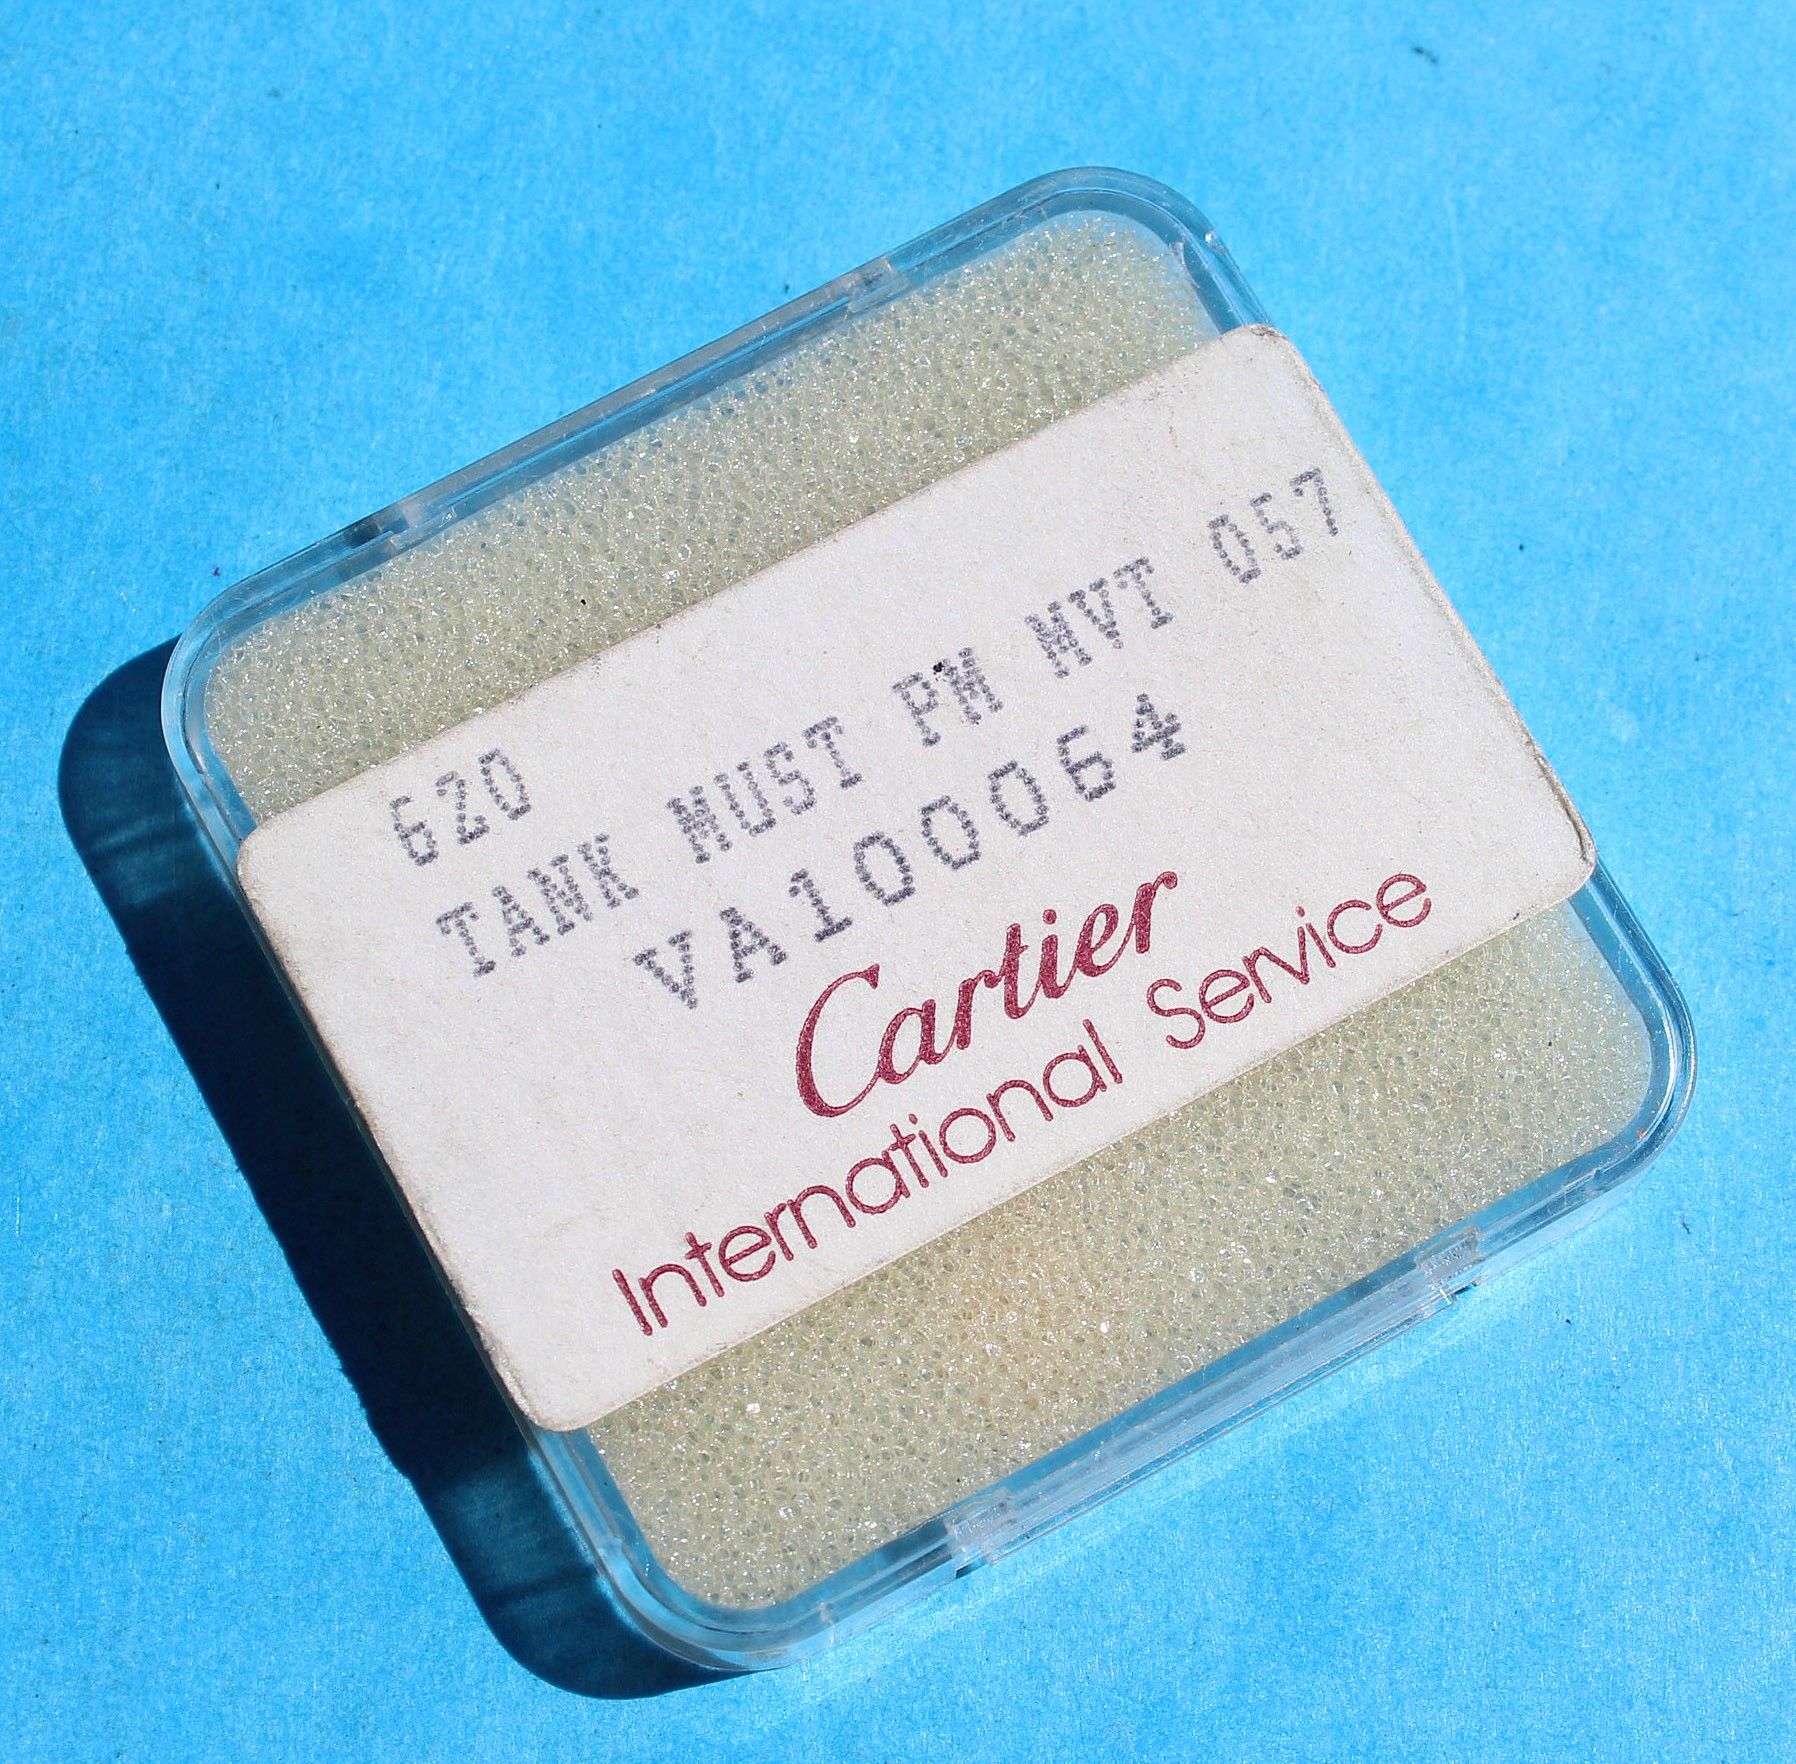 620
TANK MUST PM MVT 057
VA100064
Cartier
International Service